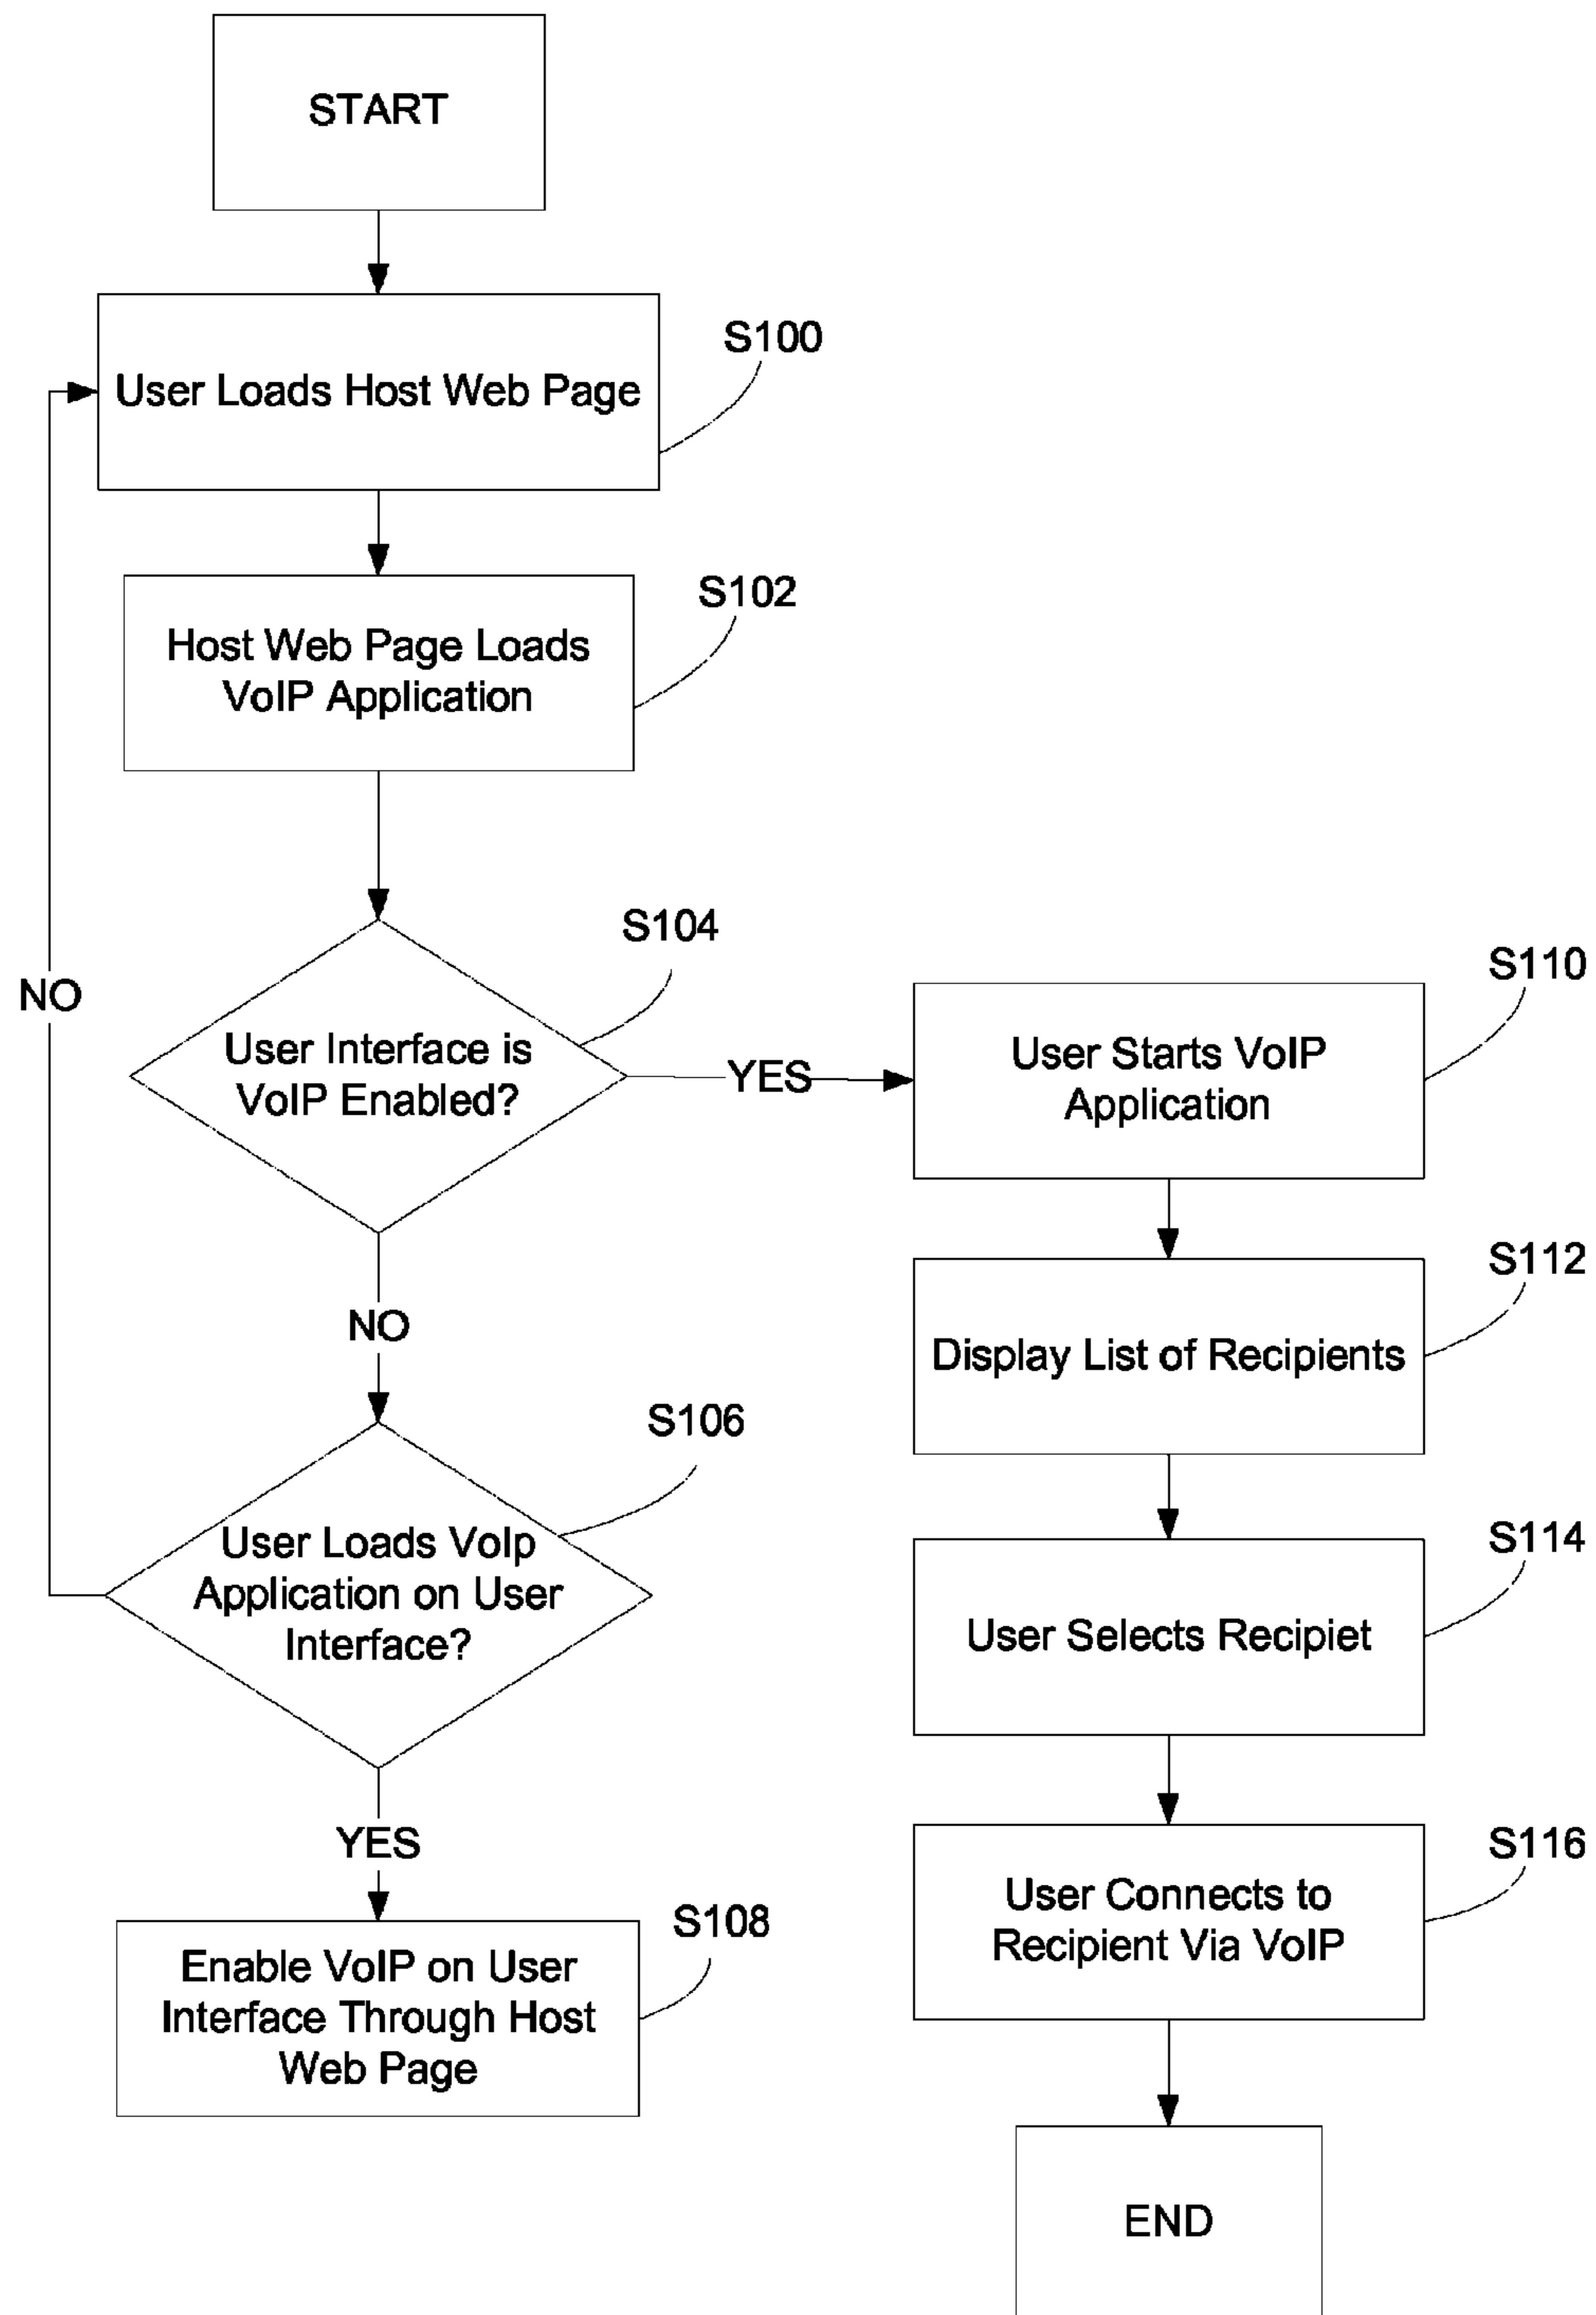 START
S100
User Loads Host Web Page
S102
Host Web Page Loads
VoIP Application
S104
User Interface is
VoIP Enabled?
NO
YES
NO
S106
User Loads VoIp
Application on User
Interface?
YES
S108
Enable VoIP on User
Interface Through Host
Web Page
S110
User Starts VoIP
Application
S112
Display List of Recipients
S114
User Selects Recipiet
S116
User Connects to
Recipient Via VoIP
END